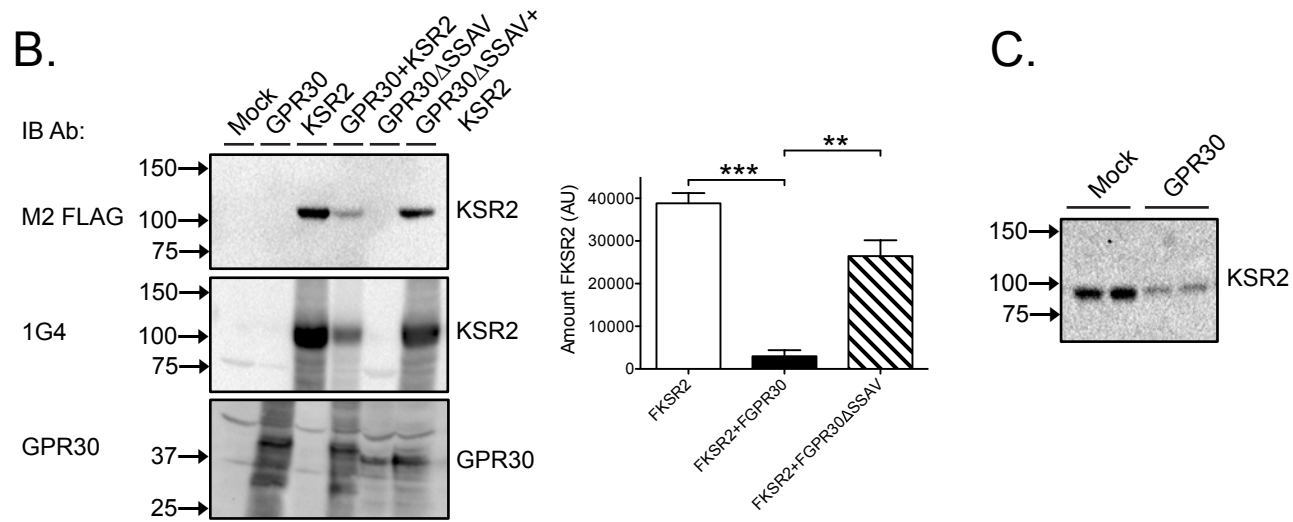 B.
C.
IB Ab:
Mock
GPR30
KSR2
GPR30+KSR2
GPR30ΔSSAV
GPR30ΔSSAV+
KSR2
M2 FLAG
150
100
75
KSR2
1G4
150
100
75
KSR2
GPR30
37
25
GPR30
Amount FKSR2 (AU)
40000
30000
20000
10000
0
***
**
FKSR2
FKSR2+FGPR30
FKSR2+FGPR30ΔSSAV
Mock
GPR30
150
100
75
KSR2